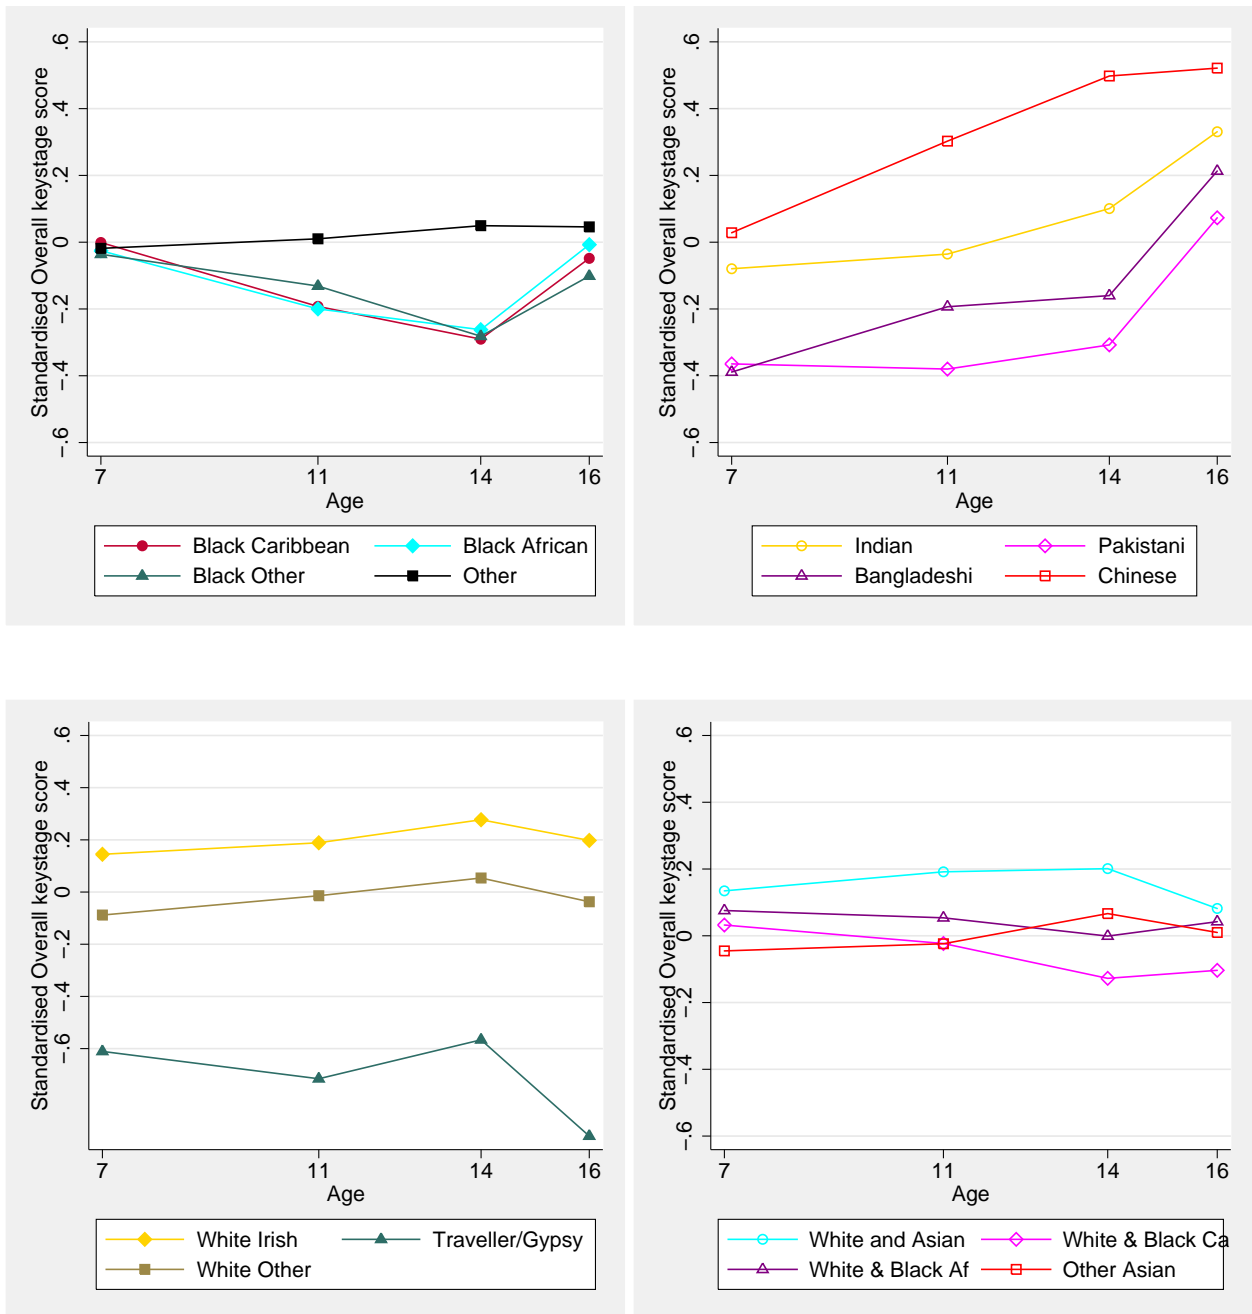 Standardised Overall keystage score
.6
.4
.2
0
−.2
−.4
−.6
7 11 14 16
Age
Black Caribbean Black African
Black Other Other
Standardised Overall keystage score
.6
.4
.2
0
−.2
−.4
−.6
7 11 14 16
Age
Indian Pakistani
Bangladeshi Chinese
Standardised Overall keystage score
.6
.4
.2
0
−.2
−.4
−.6
7 11 14 16
Age
White Irish Traveller/Gypsy
White Other
Standardised Overall keystage score
.6
.4
.2
0
−.2
−.4
−.6
7 11 14 16
Age
White and Asian White & Black Ca
White & Black Af Other Asian